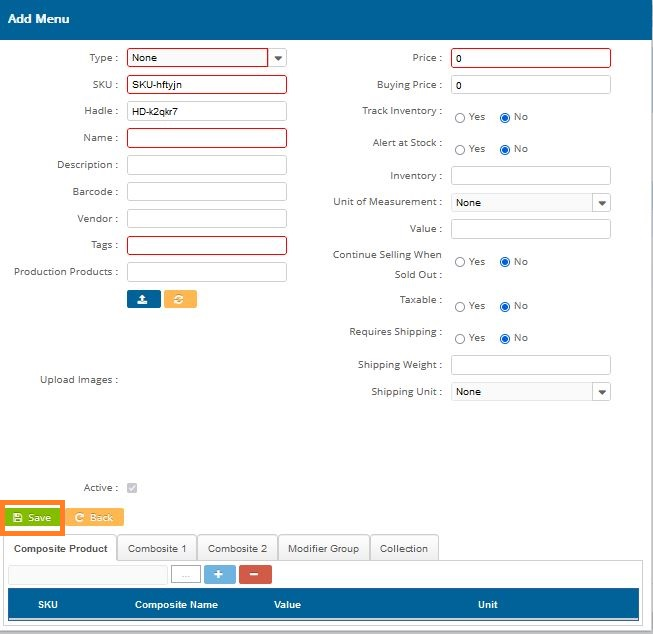 Add Menu
Type : None
SKU : SKU-hftyjn
Hadle : HD-k2qkr7
Name :
Description :
Barcode :
Vendor :
Tags :
Production Products :
Upload Images :
Active :
Price : 0
Buying Price : 0
Track Inventory : Yes No
Alert at Stock : Yes No
Inventory :
Unit of Measurement : None
Value :
Continue Selling When
Sold Out : Yes No
Taxable : Yes No
Requires Shipping : Yes No
Shipping Weight :
Shipping Unit : None
Save Back
Composite Product Combosite 1 Combosite 2 Modifier Group Collection
...
SKU Composite Name Value Unit